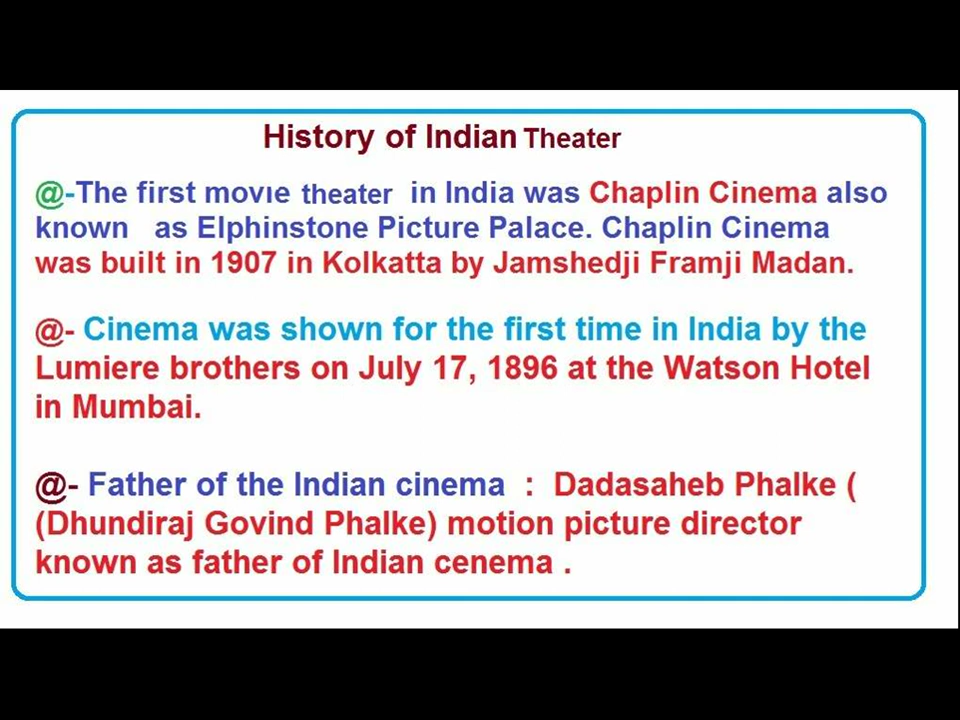 History of Indian Theater
@-The first movie theater in India was Chaplin Cinema also
known as Elphinstone Picture Palace. Chaplin Cinema
was built in 1907 in Kolkatta by Jamshedji Framji Madan.
@- Cinema was shown for the first time in India by the
Lumiere brothers on July 17, 1896 at the Watson Hotel
in Mumbai.
@- Father of the Indian cinema : Dadasaheb Phalke (
(Dhundiraj Govind Phalke) motion picture director
known as father of Indian cenema .